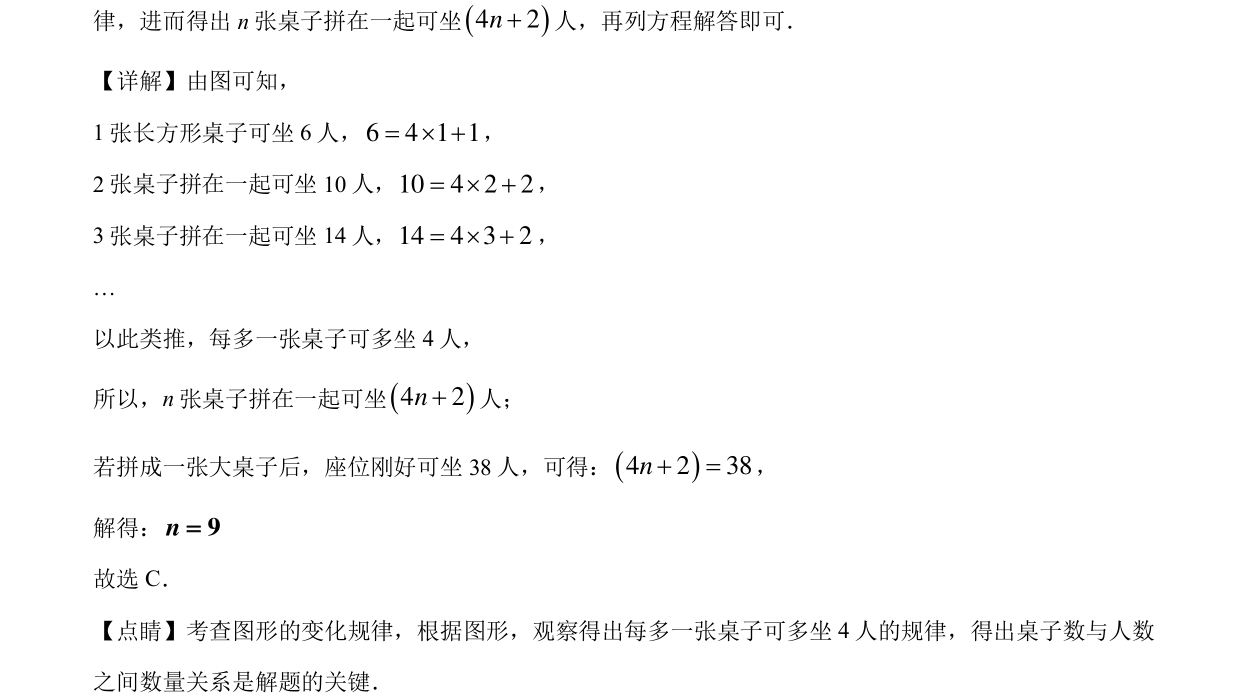 律，进而得出 n 张桌子拼在一起可坐(4n+2)人，再列方程解答即可．
【详解】由图可知，
1 张长方形桌子可坐 6 人，6=4×1+1，
2 张桌子拼在一起可坐 10 人，10=4×2+2，
3 张桌子拼在一起可坐 14 人，14=4×3+2，
…
以此类推，每多一张桌子可多坐 4 人，
所以，n 张桌子拼在一起可坐(4n+2)人；
若拼成一张大桌子后，座位刚好可坐 38 人，可得：(4n+2)=38，
解得：n=9
故选 C．
【点睛】考查图形的变化规律，根据图形，观察得出每多一张桌子可多坐 4 人的规律，得出桌子数与人数
之间数量关系是解题的关键．